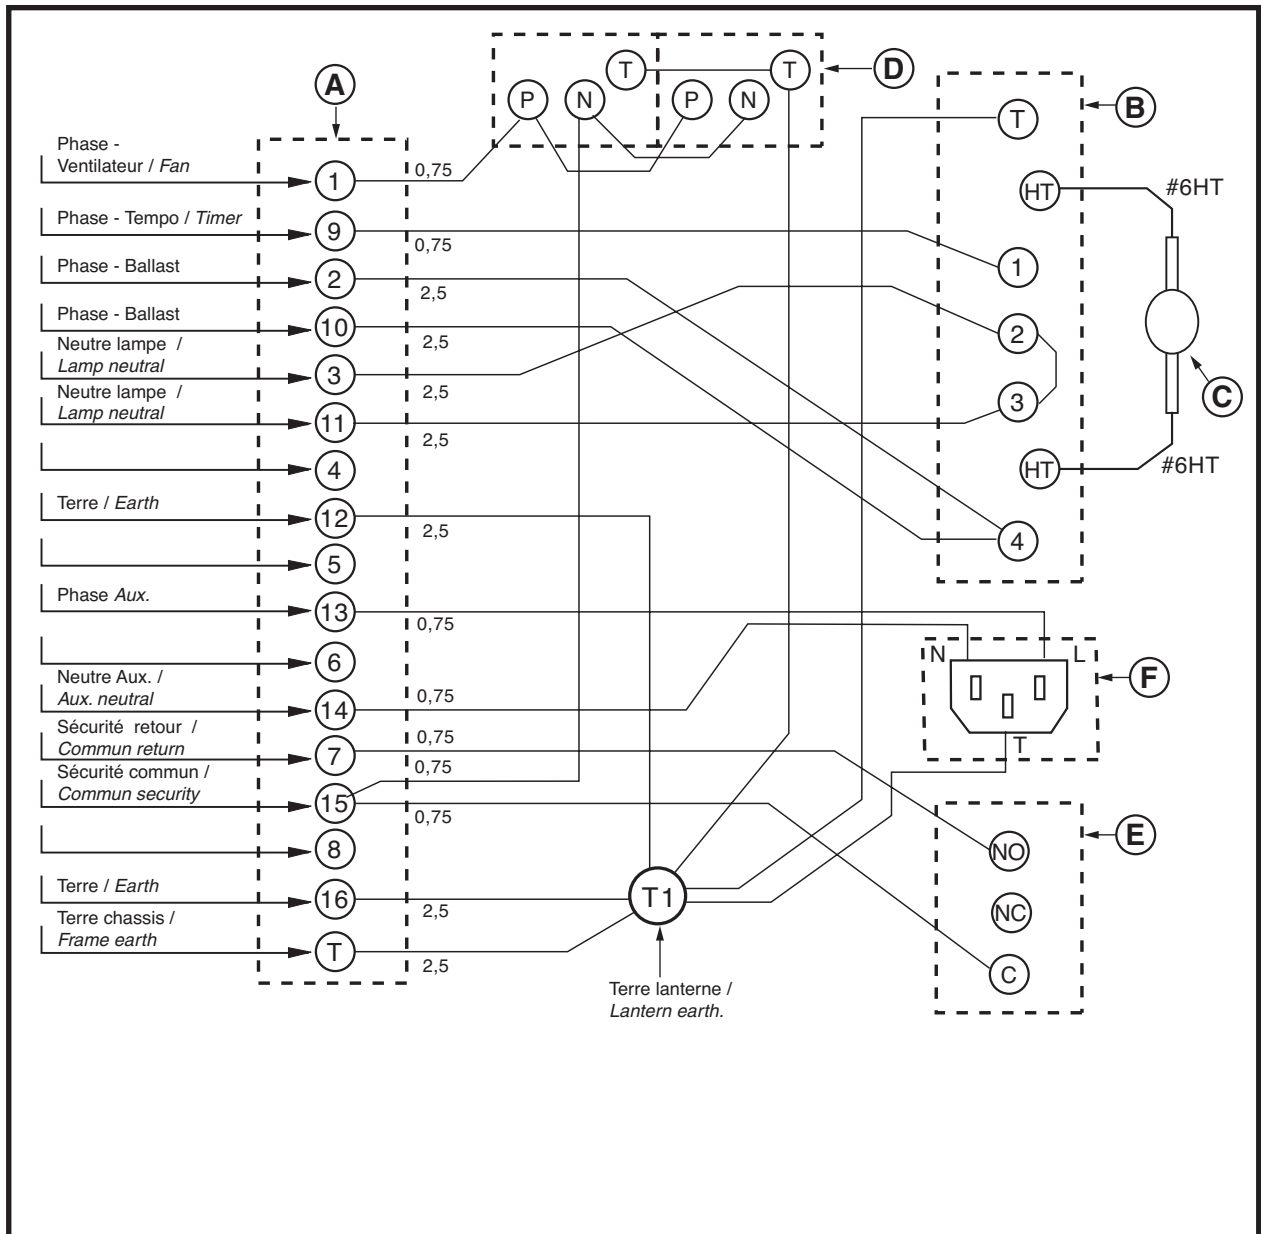 A
T
T
D
P
N
P
N
B
T
Phase -
Ventilateur / Fan
1
0,75
HT
#6HT
Phase - Tempo / Timer
9
0,75
1
Phase - Ballast
2
2,5
Phase - Ballast
10
2,5
2
Neutre lampe /
Lamp neutral
3
2,5
C
Neutre lampe /
Lamp neutral
11
2,5
3
4
HT
#6HT
Terre / Earth
12
2,5
4
5
Phase Aux.
13
0,75
6
N
L
F
T
Neutre Aux. /
Aux. neutral
14
0,75
Sécurité retour /
Commun return
7
0,75
0,75
Sécurité commun /
Commun security
15
0,75
E
8
NO
Terre / Earth
16
2,5
T1
NC
Terre chassis /
Frame earth
T
2,5
C
Terre lanterne /
Lantern earth.